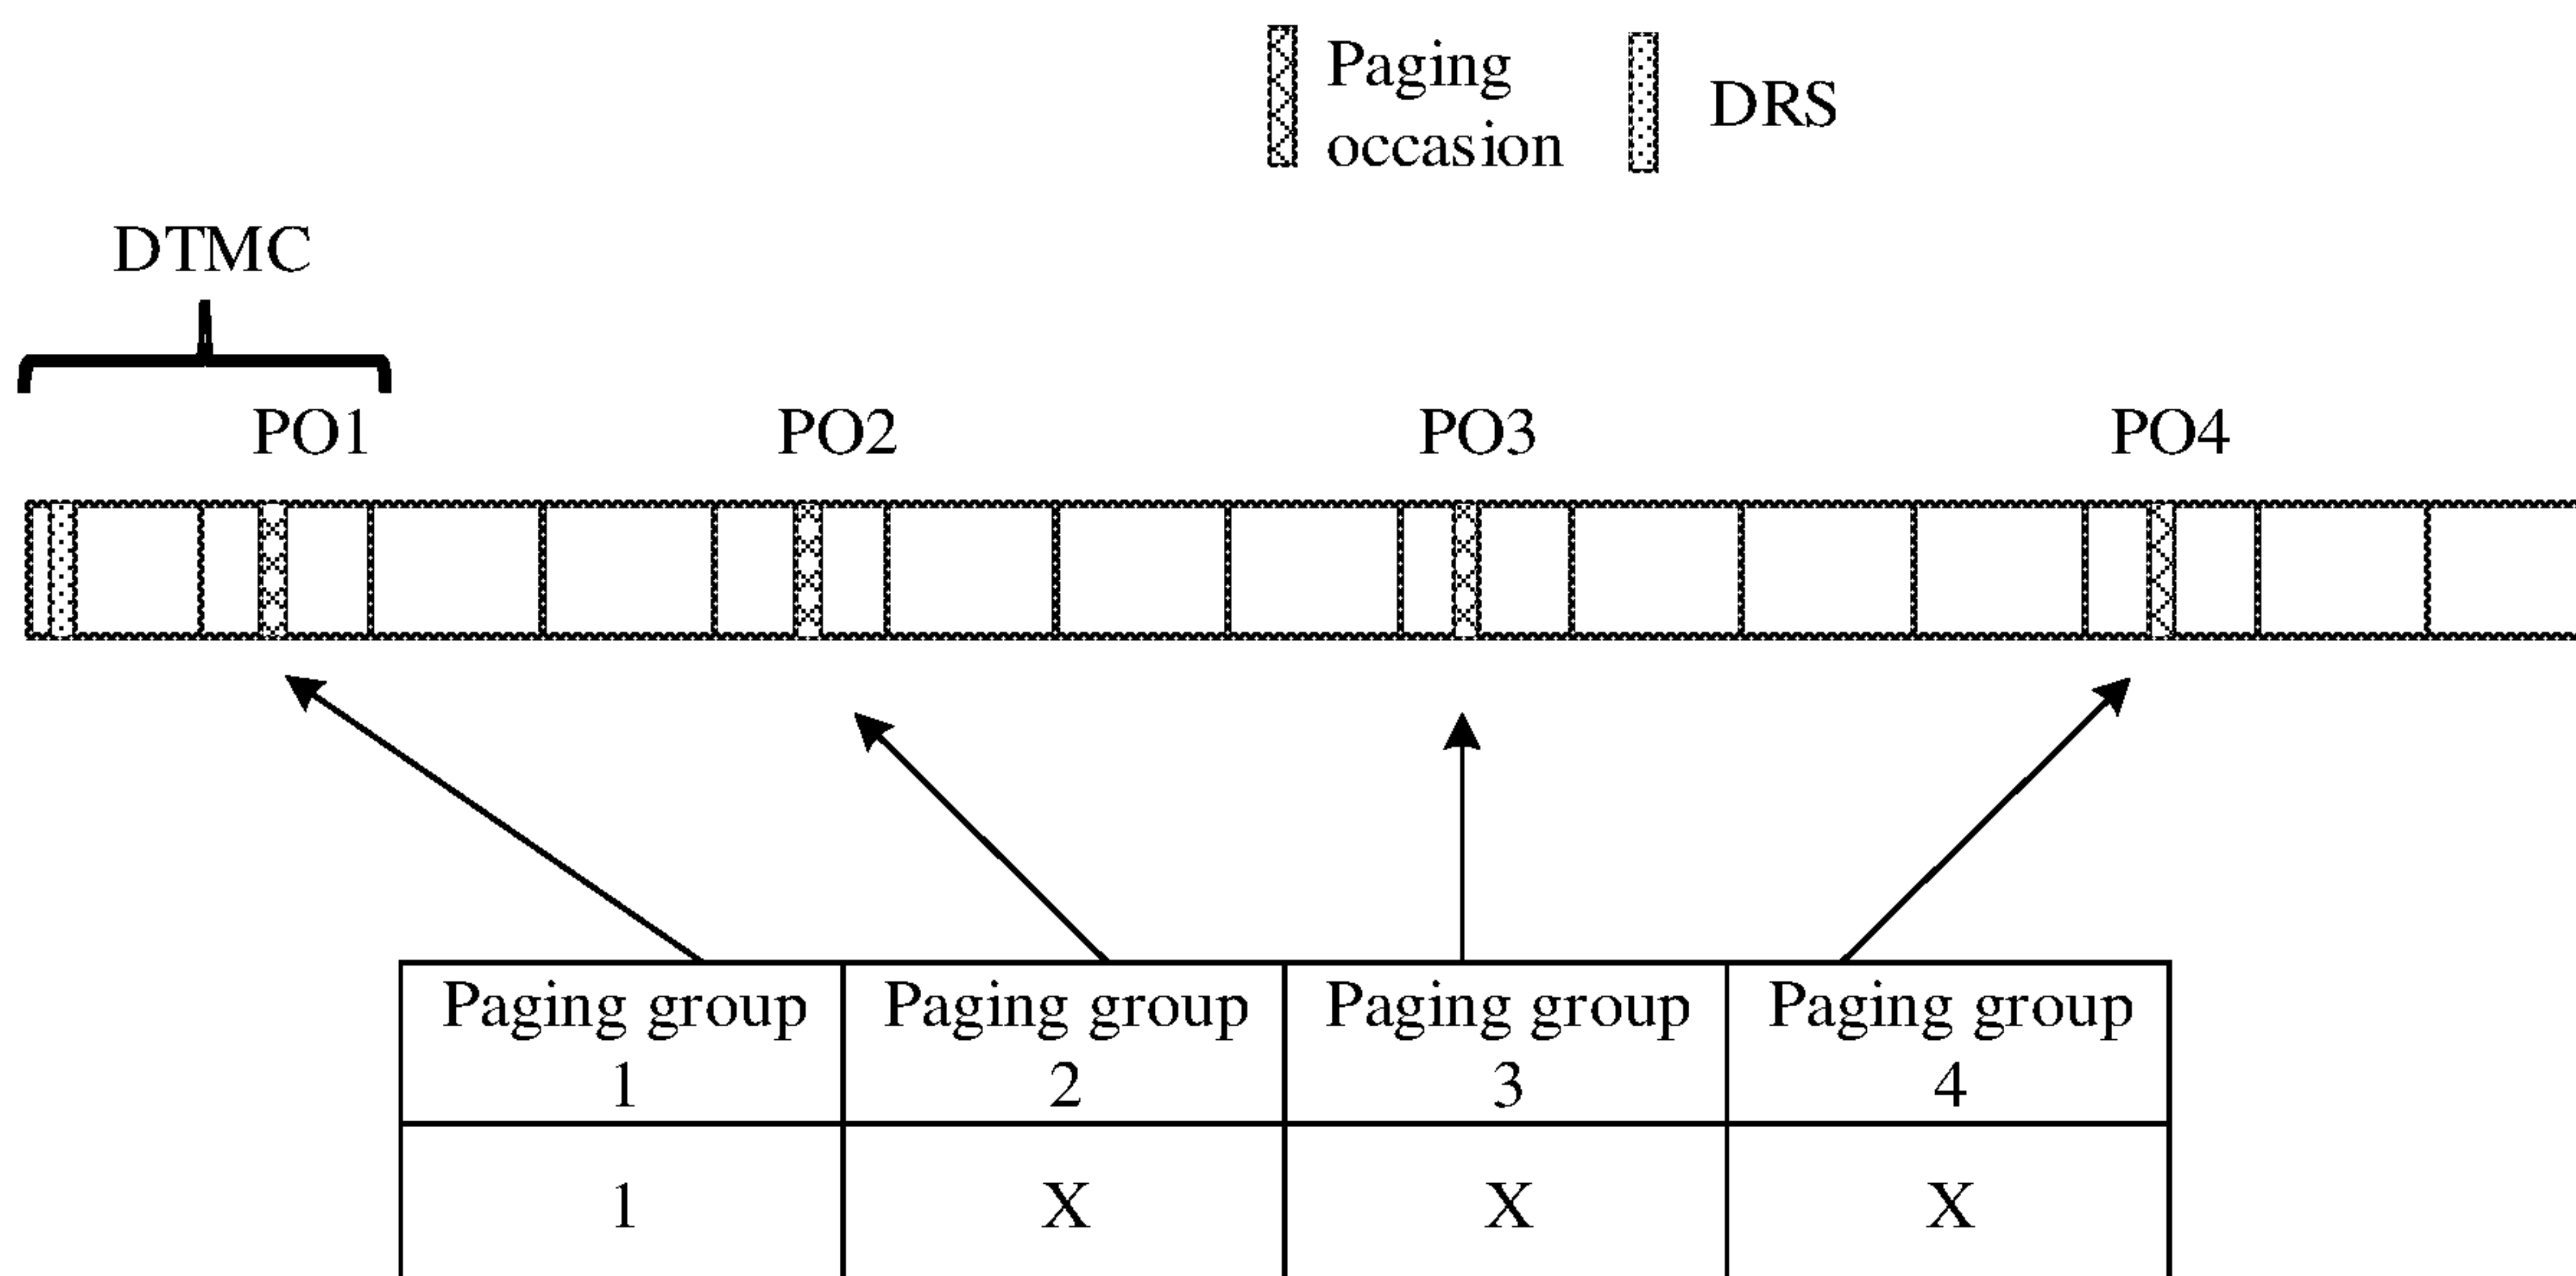 Paging
occasion
DRS
DTMC
PO1 PO2 PO3 PO4
Paging group Paging group Paging group Paging group
1 2 3 4
1 X X X